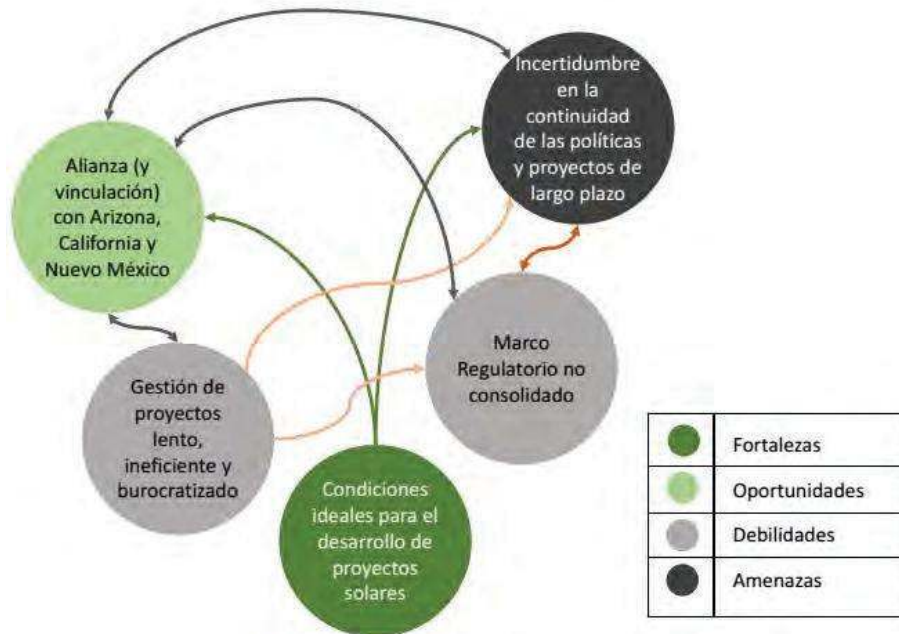 Incertidumbre
en la
continuidad
de las políticas
y proyectos de
largo plazo
Alianza (y
vinculación)
con Arizona,
California y
Nuevo México
Marco
Regulatorio no
consolidado
Gestión de
proyectos
lento,
ineficiente y
burocratizado
Condiciones
ideales para el
desarrollo de
proyectos
solares
Fortalezas
Oportunidades
Debilidades
Amenazas